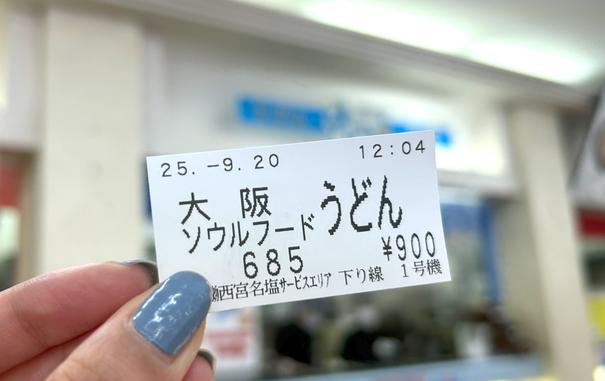 25.-9.20 12:04
大阪
ソウルフード うどん
685 ¥900
西宮名塩サービスエリア 下り線 1号機